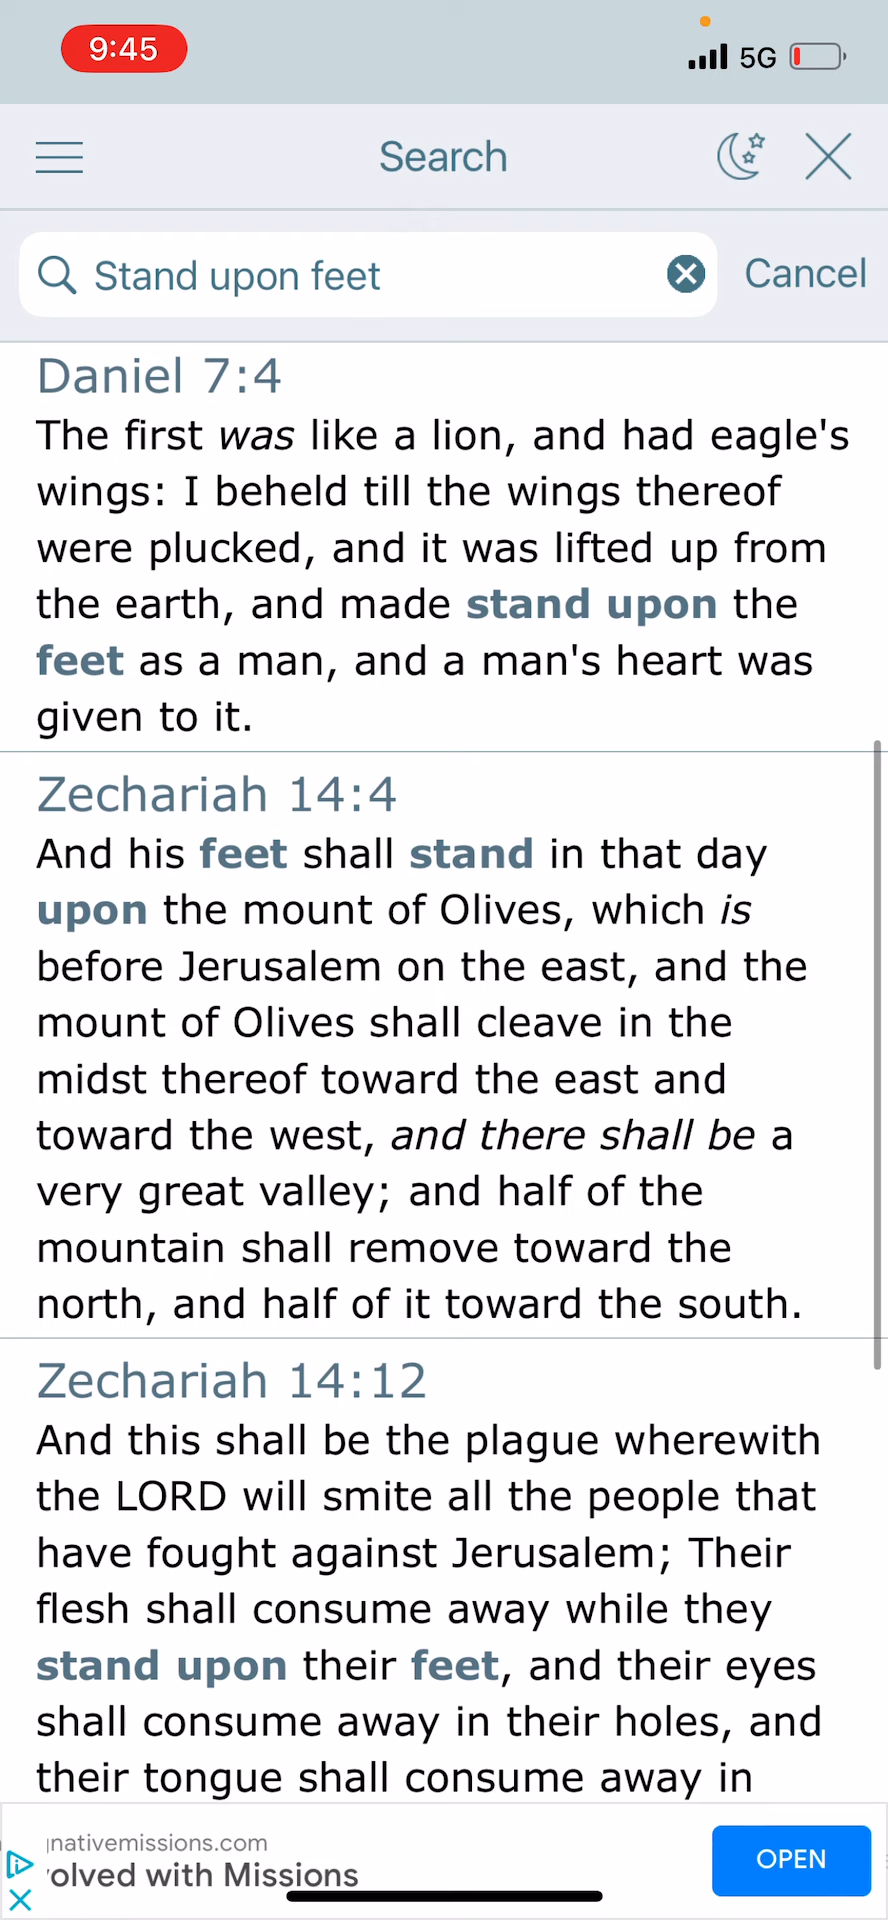 9:45
5G
Search
Stand upon feet
Cancel
Daniel 7:4
The first was like a lion, and had eagle's
wings: I beheld till the wings thereof
were plucked, and it was lifted up from
the earth, and made stand upon the
feet as a man, and a man's heart was
given to it.
Zechariah 14:4
And his feet shall stand in that day
upon the mount of Olives, which is
before Jerusalem on the east, and the
mount of Olives shall cleave in the
midst thereof toward the east and
toward the west, and there shall be a
very great valley; and half of the
mountain shall remove toward the
north, and half of it toward the south.
Zechariah 14:12
And this shall be the plague wherewith
the LORD will smite all the people that
have fought against Jerusalem; Their
flesh shall consume away while they
stand upon their feet, and their eyes
shall consume away in their holes, and
their tongue shall consume away in
nativemissions.com
olved with Missions
OPEN